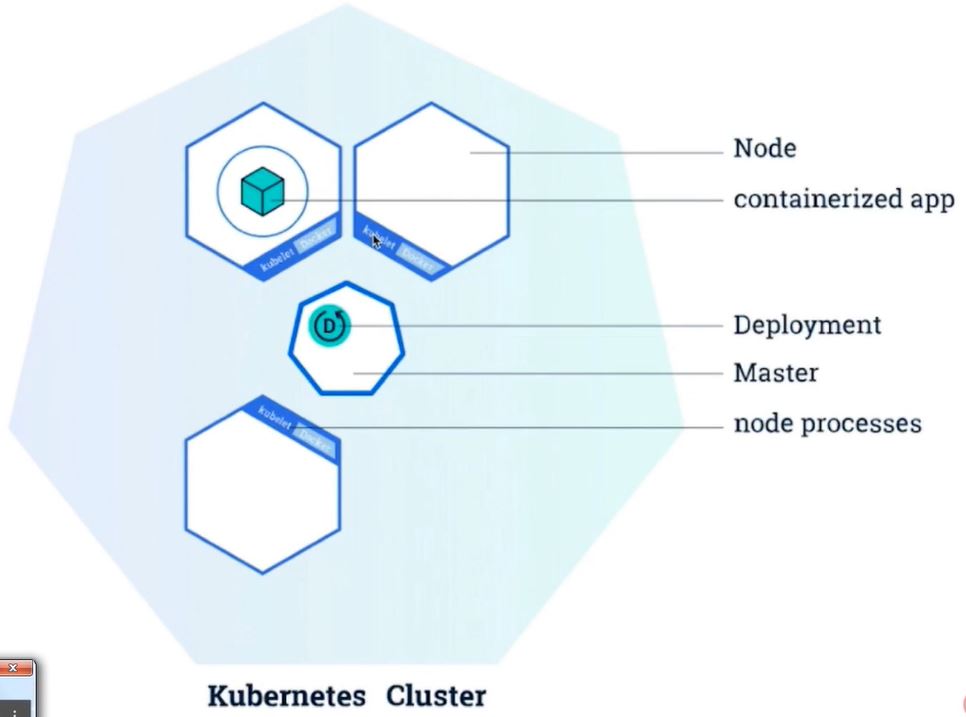 Node
containerized app
kubelet Docker
kubelet Docker
D
Deployment
Master
kubelet Docker
node processes
Kubernetes Cluster